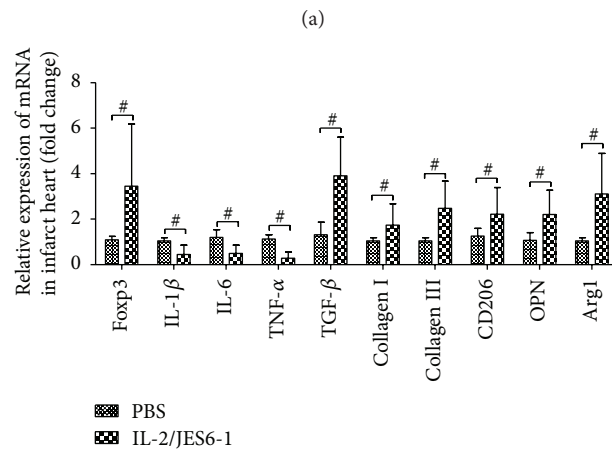 (a)
Relative expression of mRNA
in infarct heart (fold change)
8
6
4
2
0
# # # # # # # # # #
Foxp3
IL-1β
IL-6
TNF-α
TGF-β
Collagen I
Collagen III
CD206
OPN
Arg1
PBS
IL-2/JES6-1